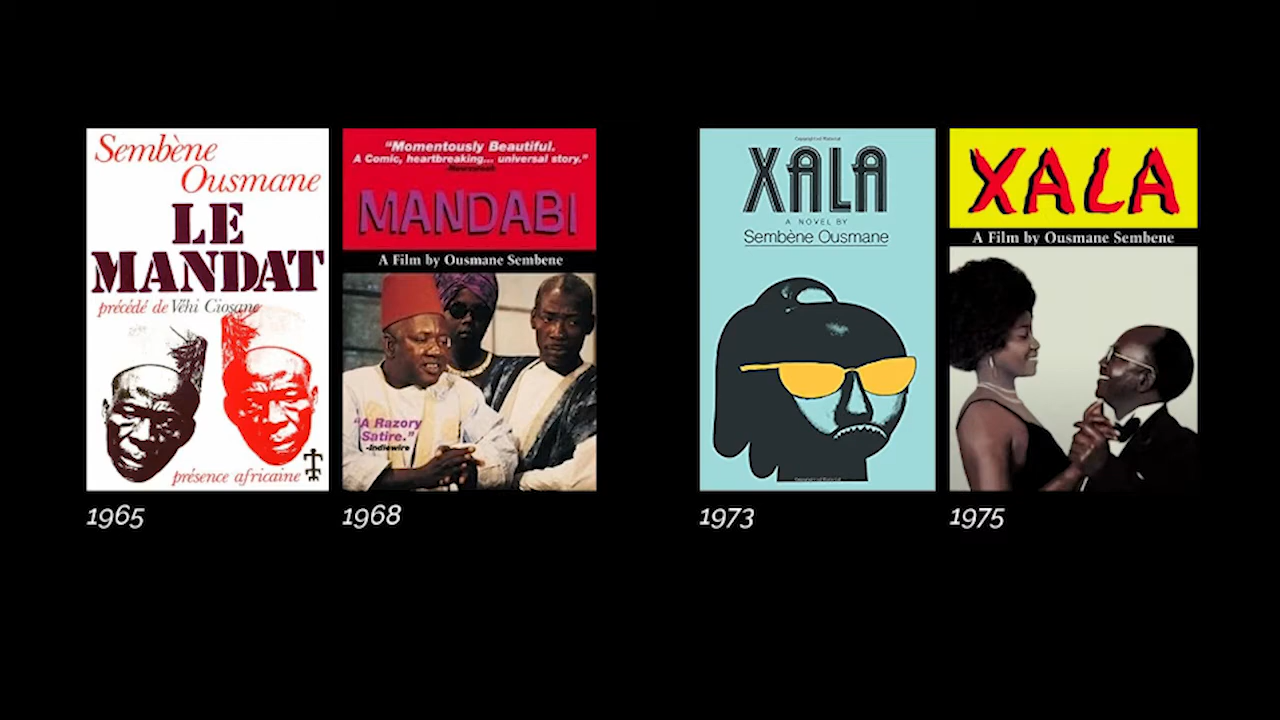 Sembène
Ousmane
LE
MANDAT
précédé de Véhi Ciosane
présence africaine
1965
"Momentously Beautiful.
A Comic, heartbreaking... universal story."
-Newsweek
MANDABI
A Film by Ousmane Sembene
"A Razory
Satire."
-Indiewire
1968
XALA
A NOVEL BY
Sembène Ousmane
1973
XALA
A Film by Ousmane Sembene
1975